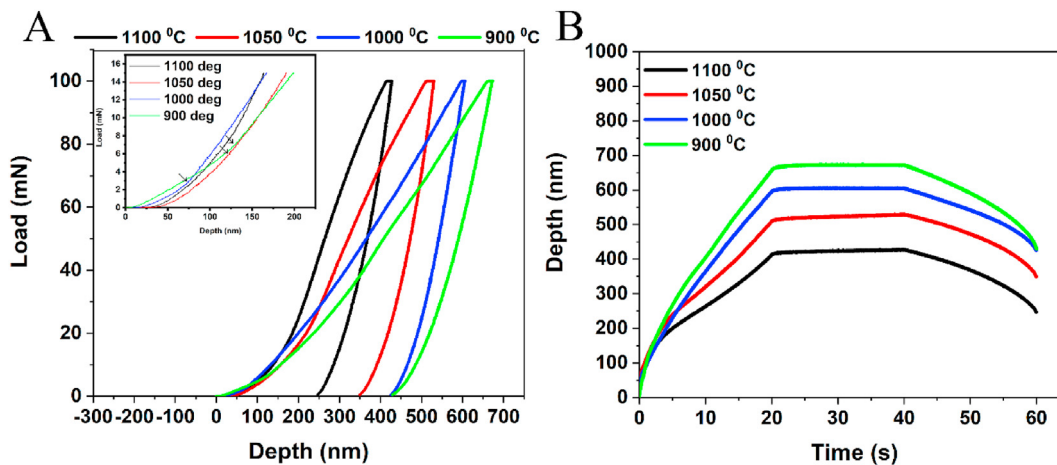 A
1100 ⁰C 1050 ⁰C 1000 ⁰C 900 ⁰C
100
80
60
40
20
0
Load (mN)
-300 -200 -100 0 100 200 300 400 500 600 700
Depth (nm)
1100 deg
1050 deg
1000 deg
900 deg
16
14
12
10
8
6
4
2
0
Load (mN)
0 50 100 150 200
Depth (nm)
B
1100 ⁰C
1050 ⁰C
1000 ⁰C
900 ⁰C
1000
900
800
700
600
500
400
300
200
100
0
Depth (nm)
0 10 20 30 40 50 60
Time (s)